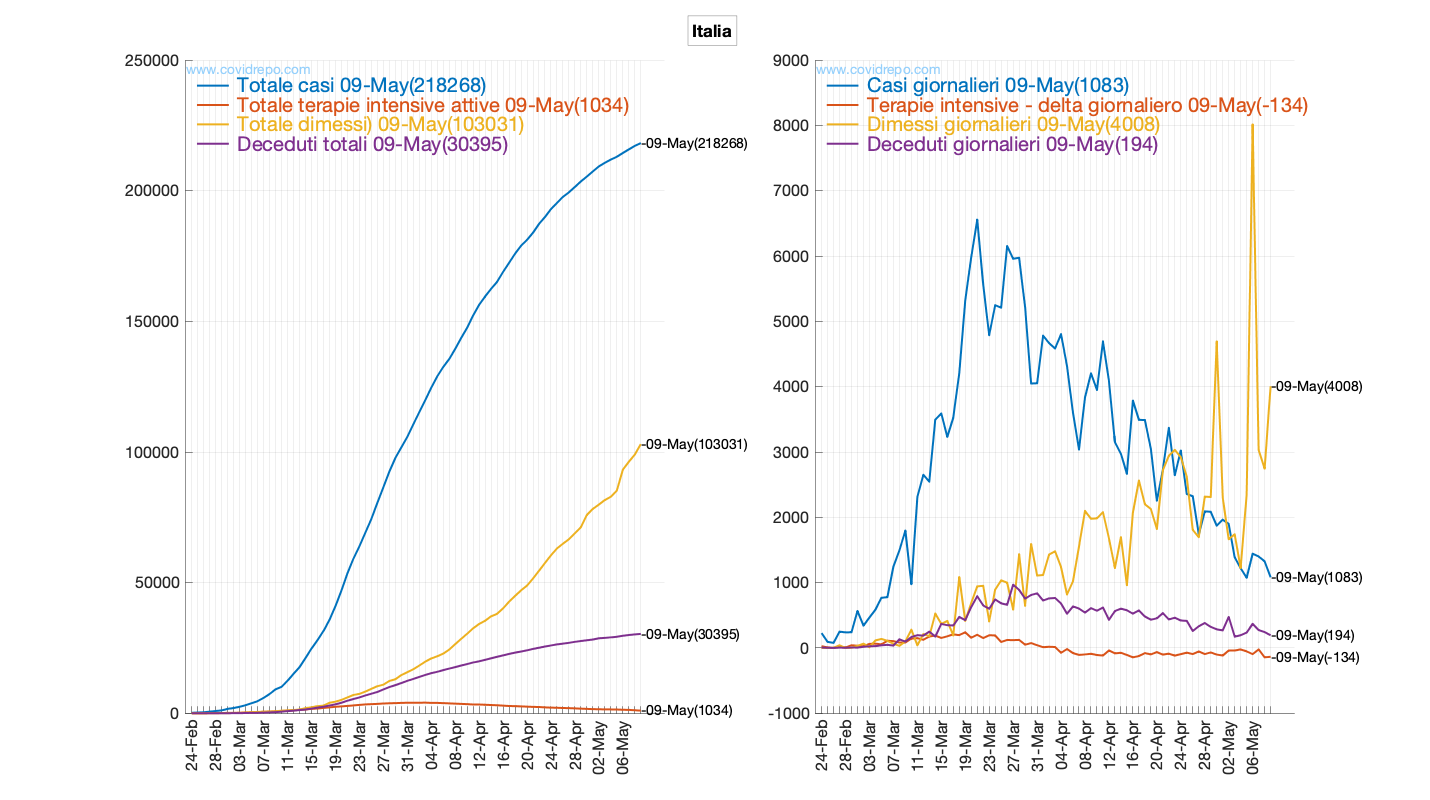 Italia
250000
200000
150000
100000
50000
0
www.covidrepo.com
Totale casi 09-May(218268)
Totale terapie intensive attive 09-May(1034)
Totale dimessi) 09-May(103031)
Deceduti totali 09-May(30395)
-09-May(218268)
-09-May(103031)
-09-May(30395)
-09-May(1034)
24-Feb
28-Feb
03-Mar
07-Mar
11-Mar
15-Mar
19-Mar
23-Mar
27-Mar
31-Mar
04-Apr
08-Apr
12-Apr
16-Apr
20-Apr
24-Apr
28-Apr
02-May
06-May
9000
8000
7000
6000
5000
4000
3000
2000
1000
0
-1000
www.covidrepo.com
Casi giornalieri 09-May(1083)
Terapie intensive - delta giornaliero 09-May(-134)
Dimessi giornalieri 09-May(4008)
Deceduti giornalieri 09-May(194)
-09-May(4008)
-09-May(1083)
-09-May(194)
-09-May(-134)
24-Feb
28-Feb
03-Mar
07-Mar
11-Mar
15-Mar
19-Mar
23-Mar
27-Mar
31-Mar
04-Apr
08-Apr
12-Apr
16-Apr
20-Apr
24-Apr
28-Apr
02-May
06-May